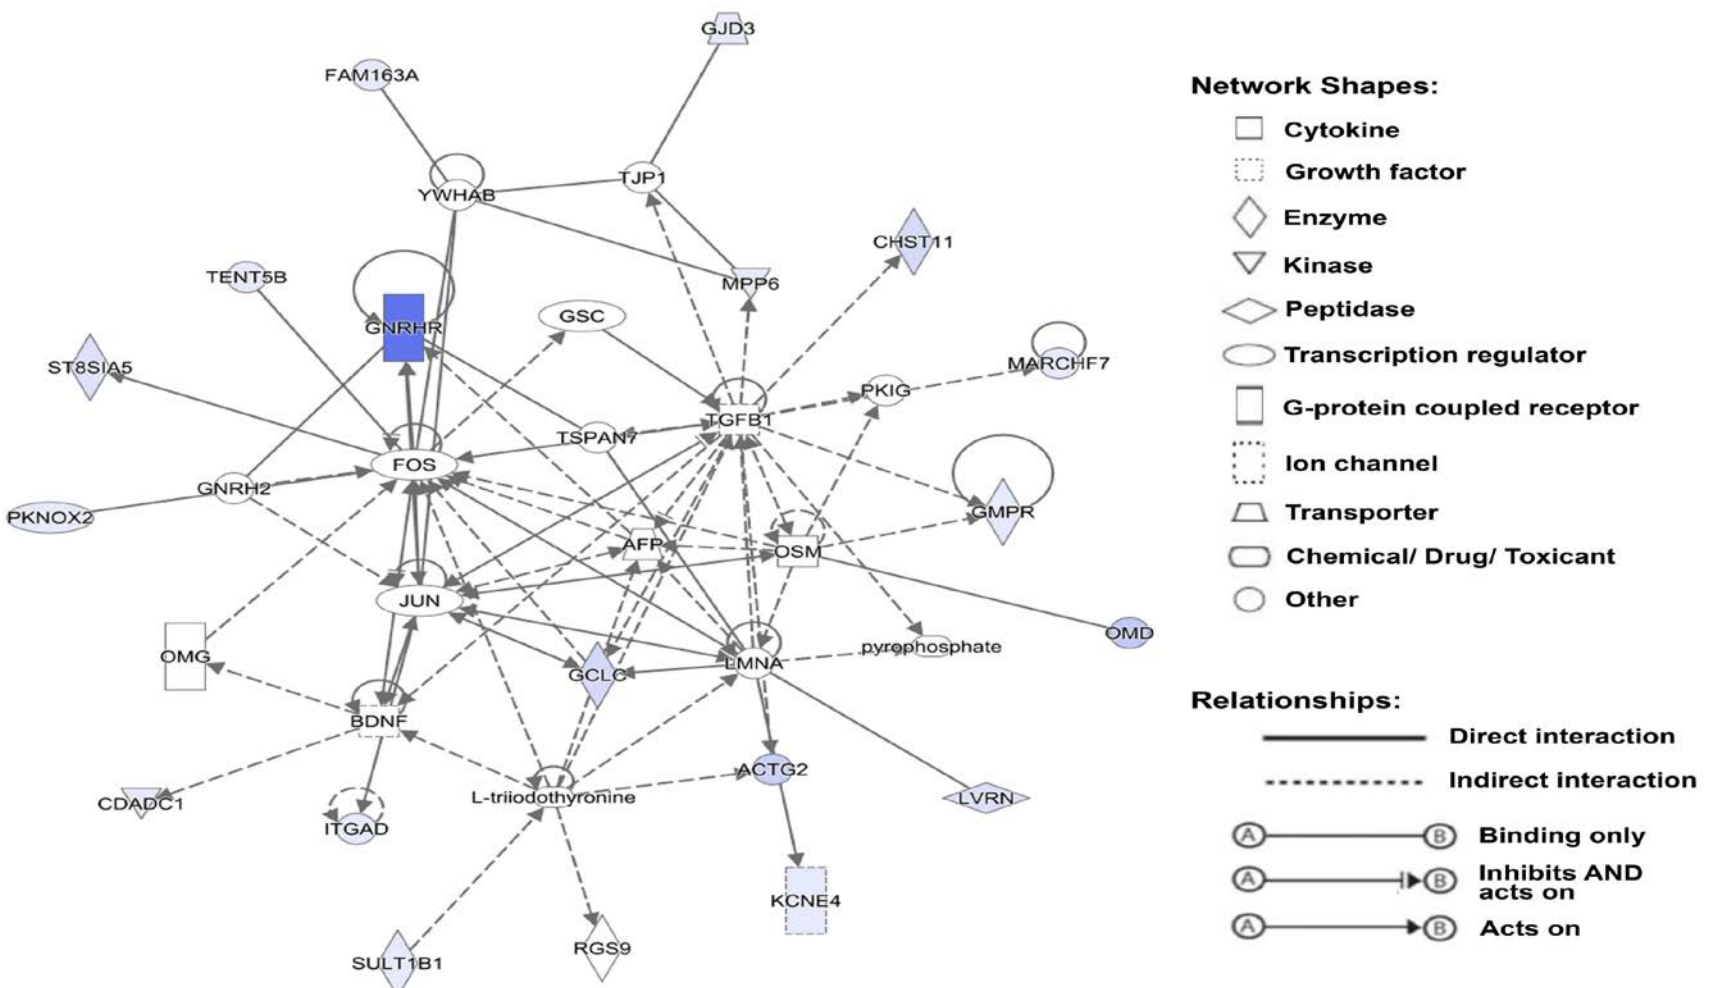 GJD3
FAM163A
TJP1
YWHAB
CHST11
TENT5B
MPP6
GSC
GNRHR
MARCHF7
ST8SIA5
PKIG
TGFB1
TSPAN7
FOS
GNRH2
GMPR
PKNOX2
AFP
OSM
JUN
OMD
pyrophosphate
OMG
LMNA
GCLC
BDNF
ACTG2
L-triiodothyronine
LVRN
CDADC1
ITGAD
KCNE4
RGS9
SULT1B1
Network Shapes:
Cytokine
Growth factor
Enzyme
Kinase
Peptidase
Transcription regulator
G-protein coupled receptor
Ion channel
Transporter
Chemical/ Drug/ Toxicant
Other
Relationships:
Direct interaction
Indirect interaction
A B Binding only
A B Inhibits AND
acts on
A B Acts on